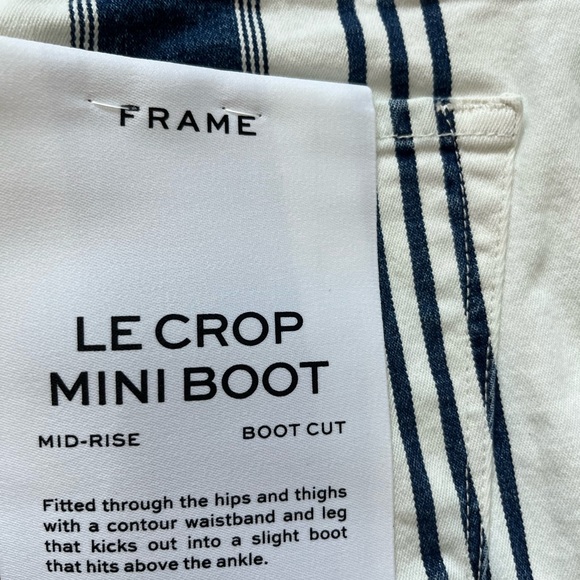 FRAME
LE CROP
MINI BOOT
MID-RISE BOOT CUT
Fitted through the hips and thighs
with a contour waistband and leg
that kicks out into a slight boot
that hits above the ankle.